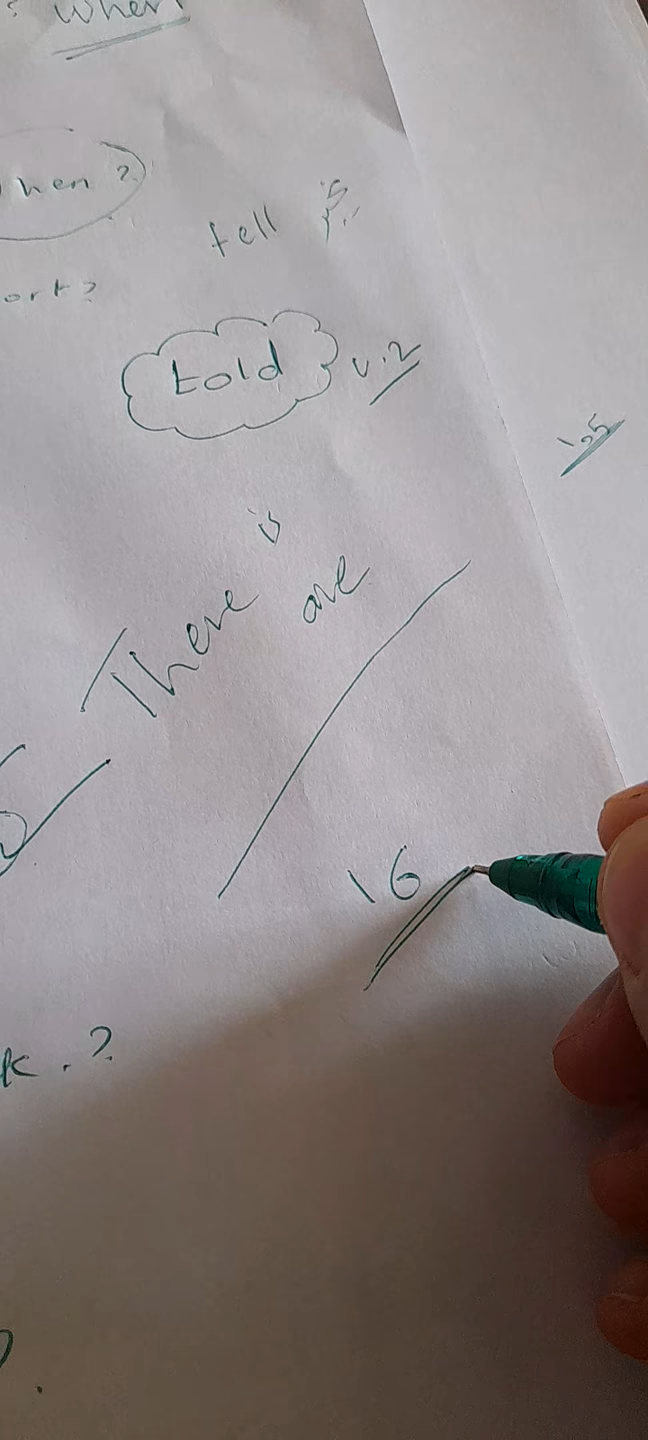 ? When
hen ?
tell
ort?
told v.2
is
There are
16
k . ?